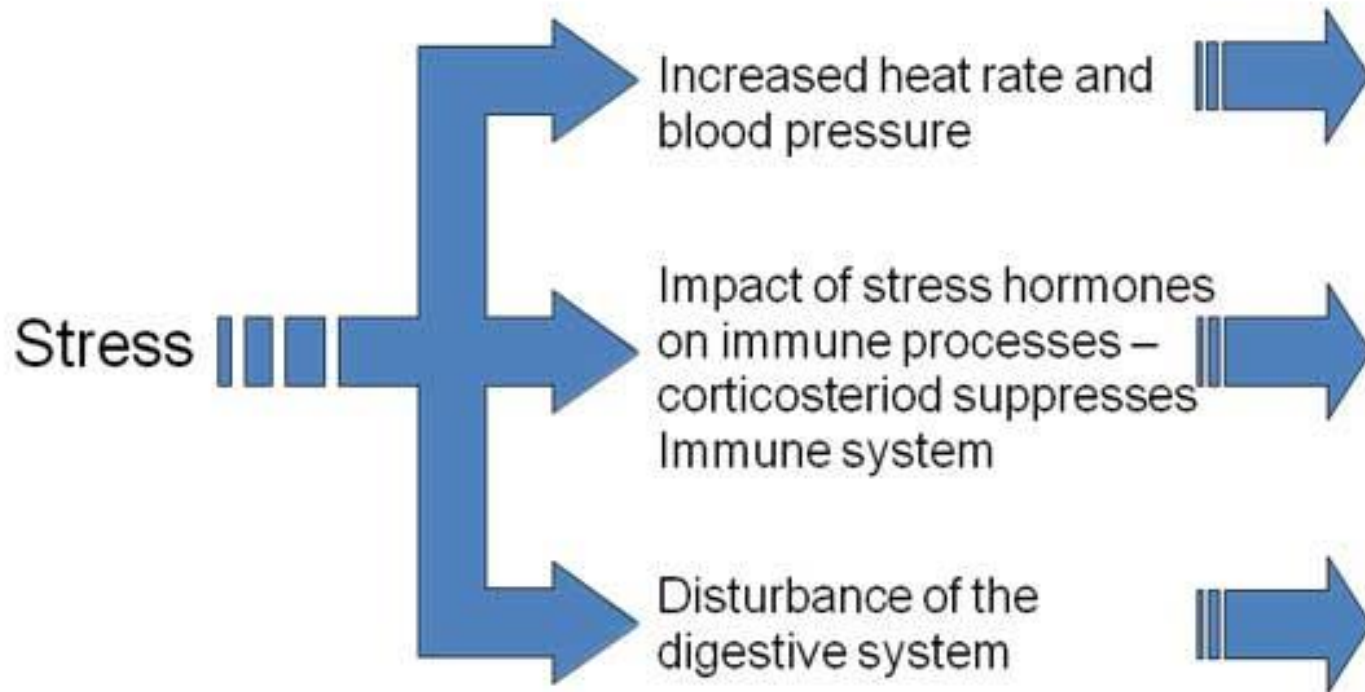 Stress
Increased heat rate and
blood pressure
Impact of stress hormones
on immune processes –
corticosteriod suppresses
Immune system
Disturbance of the
digestive system